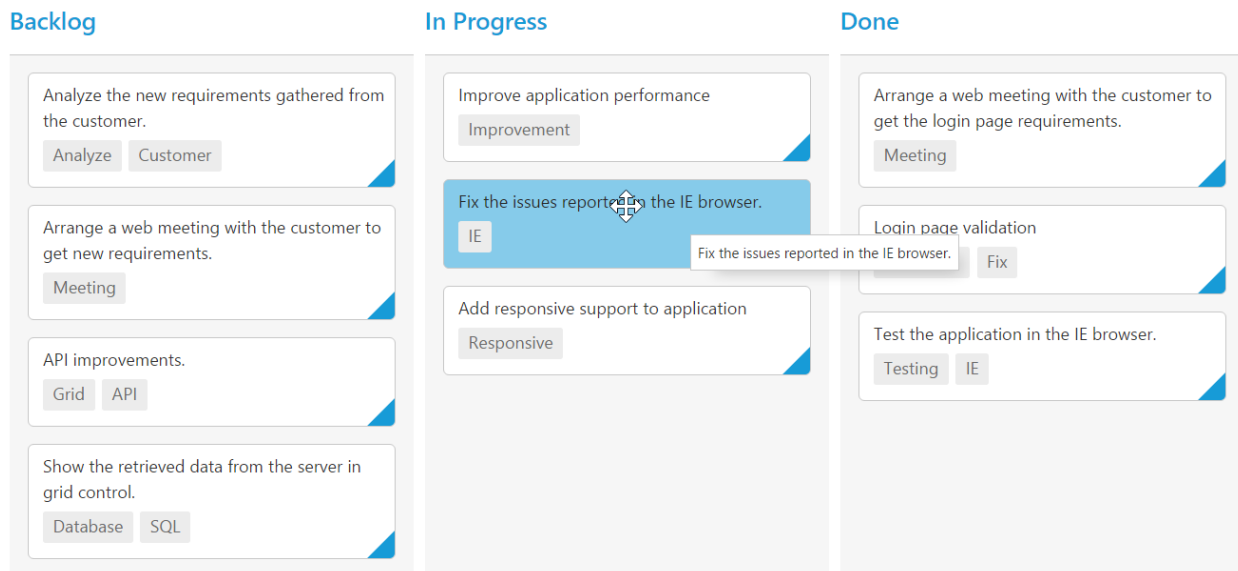 Backlog
Analyze the new requirements gathered from
the customer.
Analyze Customer
Arrange a web meeting with the customer to
get new requirements.
Meeting
API improvements.
Grid API
Show the retrieved data from the server in
grid control.
Database SQL
In Progress
Improve application performance
Improvement
Fix the issues reported in the IE browser.
IE
Fix the issues reported in the IE browser.
Add responsive support to application
Responsive
Done
Arrange a web meeting with the customer to
get the login page requirements.
Meeting
Login page validation
Fix
Test the application in the IE browser.
Testing IE